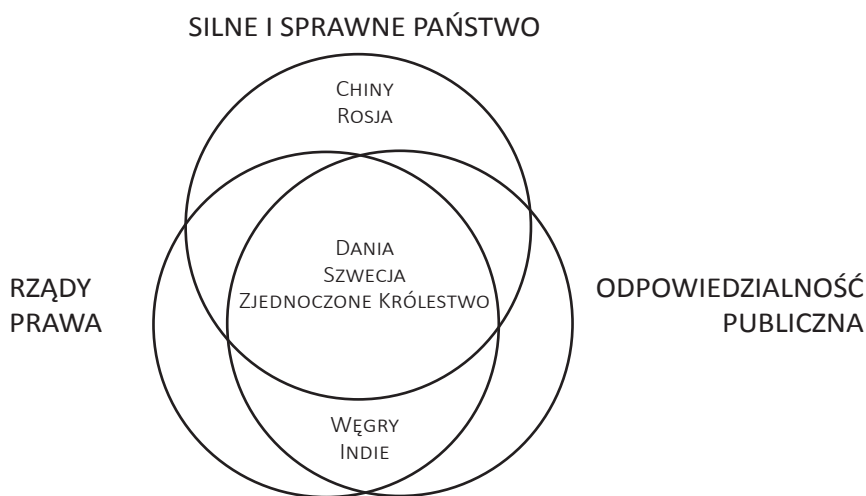 SILNE I SPRAWNE PAŃSTWO
Chiny
Rosja
Dania
Szwecja
Zjednoczone Królestwo
RZĄDY
PRAWA
ODPOWIEDZIALNOŚĆ
PUBLICZNA
Węgry
Indie